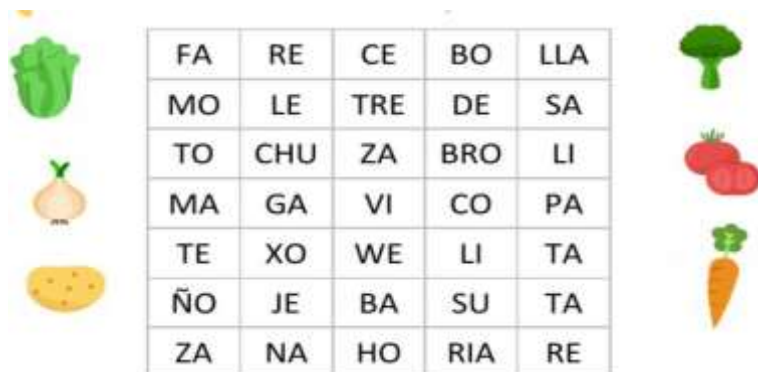 FA RE CE BO LLA
MO LE TRE DE SA
TO CHU ZA BRO LI
MA GA VI CO PA
TE XO WE LI TA
ÑO JE BA SU TA
ZA NA HO RIA RE